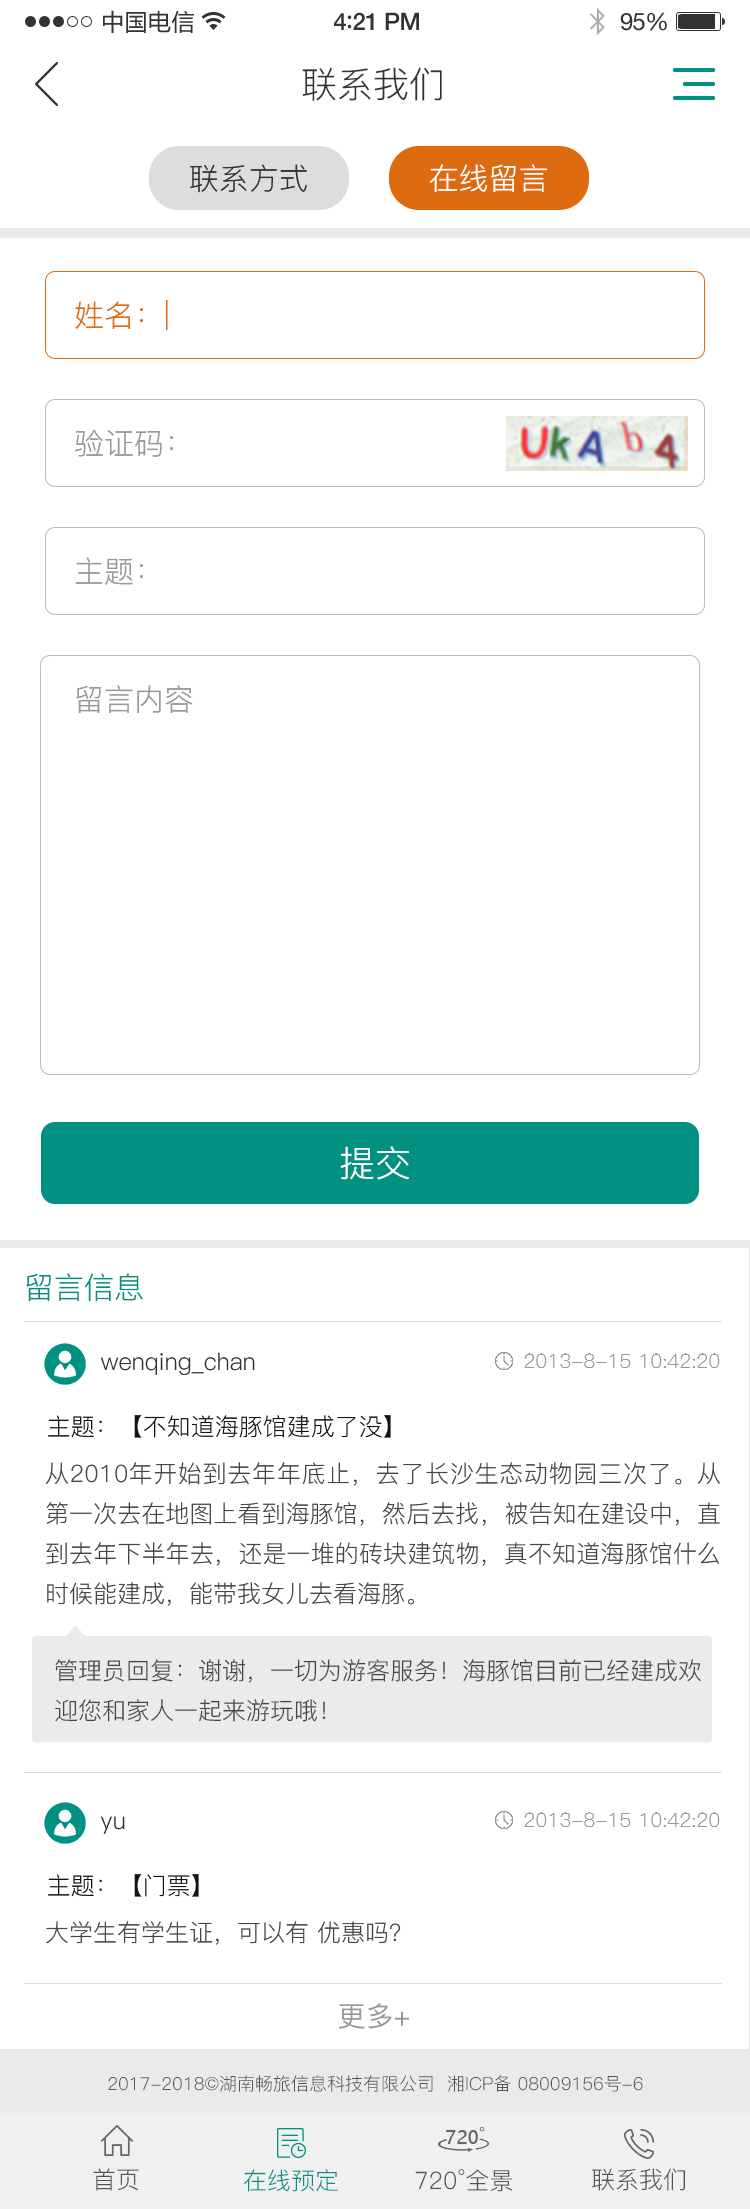 中国电信 4:21 PM 95%
联系我们
联系方式 在线留言
姓名：
验证码： UkAb4
主题：
留言内容
提交
留言信息
wenqing_chan 2013-8-15 10:42:20
主题：【不知道海豚馆建成了没】
从2010年开始到去年年底止，去了长沙生态动物园三次了。从
第一次去在地图上看到海豚馆，然后去找，被告知在建设中，直
到去年下半年去，还是一堆的砖块建筑物，真不知道海豚馆什么
时候能建成，能带我女儿去看海豚。
管理员回复：谢谢，一切为游客服务！海豚馆目前已经建成欢
迎您和家人一起来游玩哦！
yu 2013-8-15 10:42:20
主题：【门票】
大学生有学生证，可以有 优惠吗？
更多+
2017-2018©湖南畅旅信息科技有限公司 湘ICP备 08009156号-6
720°
首页 在线预定 720°全景 联系我们